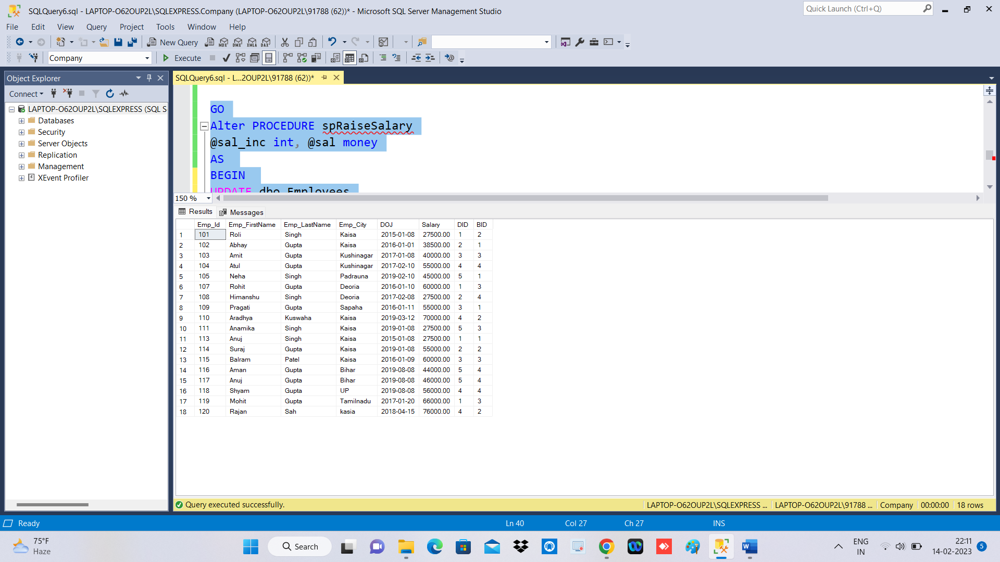 SQLQuery6.sql - LAPTOP-O62OUP2L\SQLEXPRESS.Company (LAPTOP-O62OUP2L\91788 (62))* - Microsoft SQL Server Management Studio
Quick Launch (Ctrl+Q)
File Edit View Query Project Tools Window Help
New Query MDX DMX XMLA DAX
Company Execute
Object Explorer
SQLQuery6.sql - L...2OUP2L\91788 (62))*
Connect
LAPTOP-O62OUP2L\SQLEXPRESS (SQL S
Databases
Security
Server Objects
Replication
Management
XEvent Profiler
GO
Alter PROCEDURE spRaiseSalary
@sal_inc int, @sal money
AS
BEGIN
UPDATE dbo.Employees
150 %
Results Messages
Emp_Id Emp_FirstName Emp_LastName Emp_City DOJ Salary DID BID
1 101 Roli Singh Kaisa 2015-01-08 27500.00 1 2
2 102 Abhay Gupta Kaisa 2016-01-01 38500.00 2 1
3 103 Amit Gupta Kushinagar 2017-01-08 40000.00 3 3
4 104 Atul Gupta Kushinagar 2017-02-10 55000.00 4 4
5 105 Neha Singh Padrauna 2019-02-10 45000.00 5 1
6 107 Rohit Gupta Deoria 2016-01-10 60000.00 1 3
7 108 Himanshu Singh Deoria 2017-02-08 27500.00 2 4
8 109 Pragati Gupta Sapaha 2016-01-11 55000.00 3 1
9 110 Aradhya Kuswaha Kaisa 2019-03-12 70000.00 4 2
10 111 Anamika Singh Kaisa 2019-01-08 27500.00 5 3
11 113 Anuj Singh Kaisa 2015-01-08 27500.00 1 1
12 114 Suraj Gupta Kaisa 2019-01-08 55000.00 2 2
13 115 Balram Patel Kaisa 2016-01-09 60000.00 3 3
14 116 Aman Gupta Bihar 2019-08-08 44000.00 5 4
15 117 Anuj Gupta Bihar 2019-08-08 46000.00 5 4
16 118 Shyam Gupta UP 2019-08-08 56000.00 4 4
17 119 Mohit Gupta Tamilnadu 2017-01-20 66000.00 1 3
18 120 Rajan Sah kasia 2018-04-15 76000.00 4 2
Query executed successfully. LAPTOP-O62OUP2L\SQLEXPRESS ... LAPTOP-O62OUP2L\91788 ... Company 00:00:00 18 rows
Ready Ln 40 Col 27 Ch 27 INS
75°F
Haze
Search
ENG
IN
22:11
14-02-2023
5